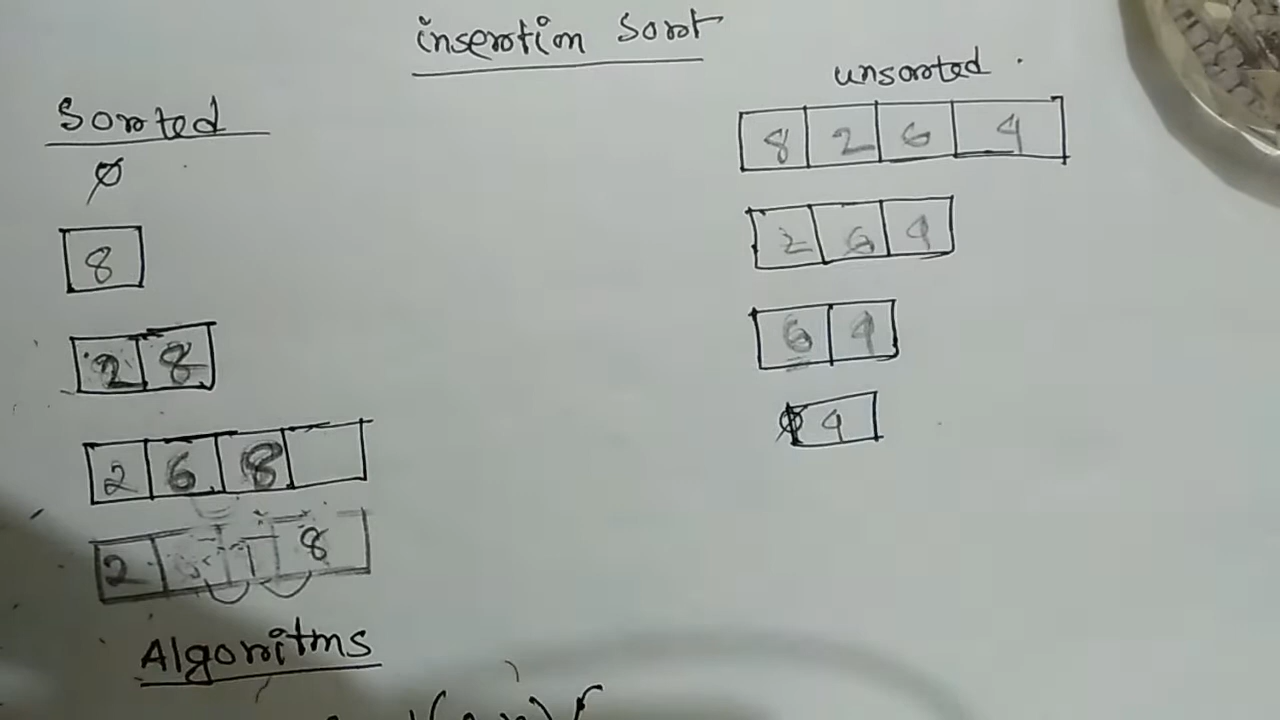 insertion Sort
Sorted
unsorted
ø
8 2 6 4
8
2 6 4
2 8
6 4
2 6 8
4
2 8
Algoritms